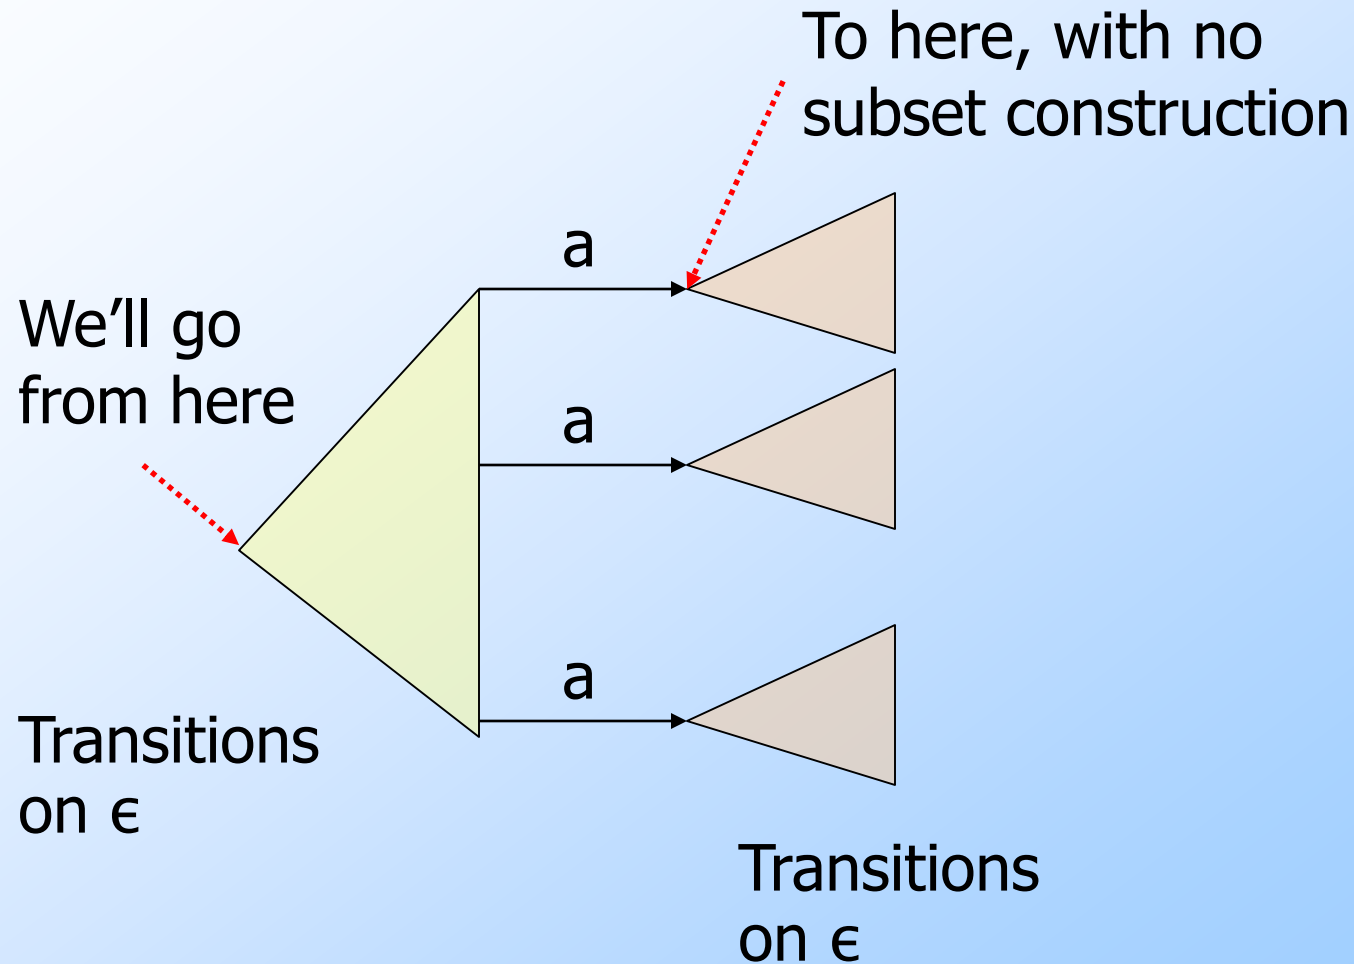 To here, with no
subset construction
a
We’ll go
from here
a
a
Transitions
on ϵ
Transitions
on ϵ